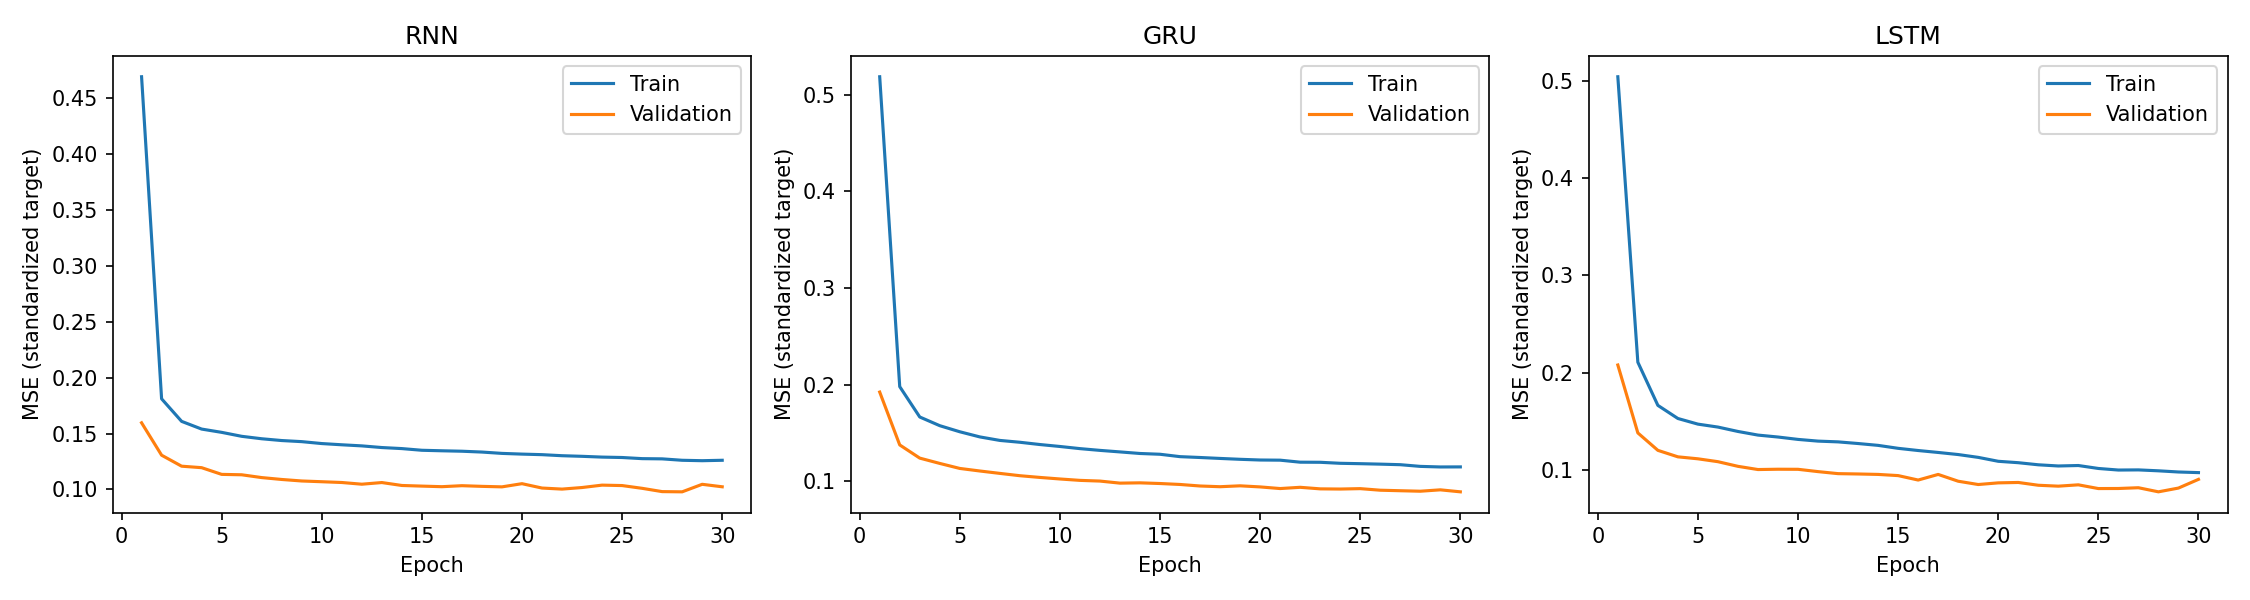 RNN
MSE (standardized target)
0.45
0.40
0.35
0.30
0.25
0.20
0.15
0.10
0 5 10 15 20 25 30
Epoch
Train
Validation
GRU
MSE (standardized target)
0.5
0.4
0.3
0.2
0.1
0 5 10 15 20 25 30
Epoch
Train
Validation
LSTM
MSE (standardized target)
0.5
0.4
0.3
0.2
0.1
0 5 10 15 20 25 30
Epoch
Train
Validation